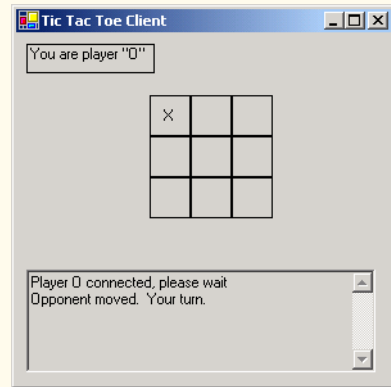 Tic Tac Toe Client
You are player "O"
X
Player O connected, please wait
Opponent moved.  Your turn.